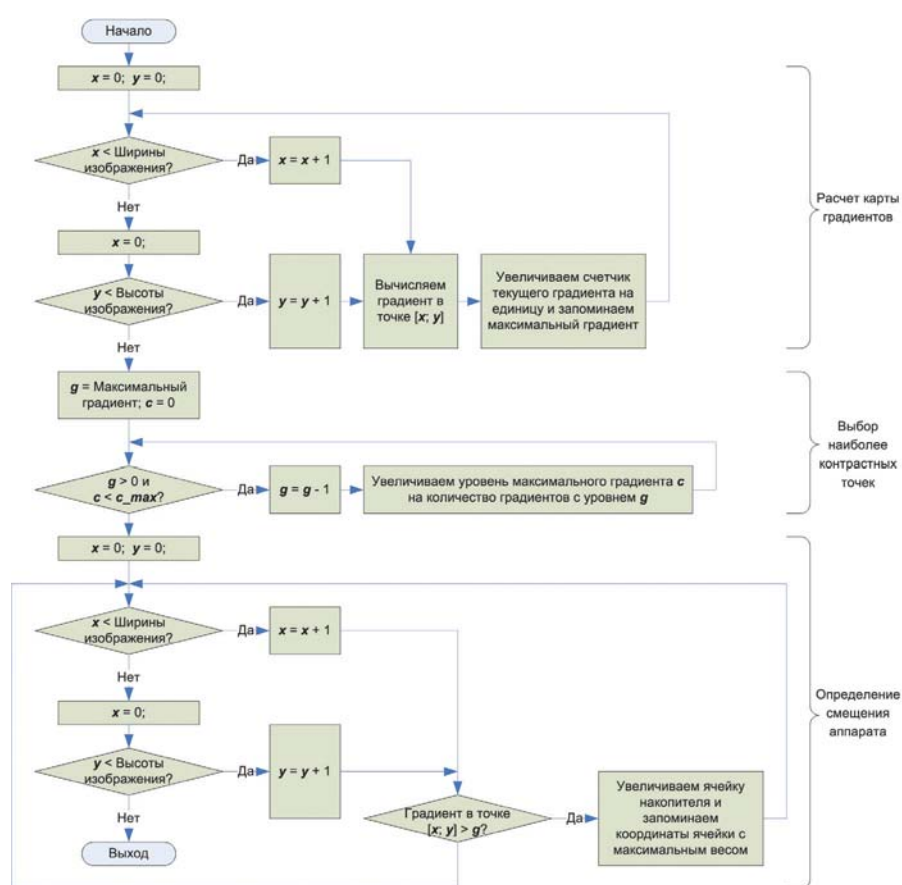 Начало
x = 0; y = 0;
x < Ширины
изображения?
Да
x = x + 1
Нет
x = 0;
y < Высоты
изображения?
Да
y = y + 1
Вычисляем
градиент в
точке [x; y]
Увеличиваем счетчик
текущего градиента на
единицу и запоминаем
максимальный градиент
Расчет карты
градиентов
Нет
g = Максимальный
градиент; c = 0
g > 0 и
c < c_max?
Да
g = g - 1
Увеличиваем уровень максимального градиента c
на количество градиентов с уровнем g
Выбор
наиболее
контрастных
точек
x = 0; y = 0;
x < Ширины
изображения?
Да
x = x + 1
Нет
x = 0;
y < Высоты
изображения?
Да
y = y + 1
Градиент в точке
[x; y] > g?
Да
Увеличиваем ячейку
накопителя и
запоминаем
координаты ячейки с
максимальным весом
Определение
смещения
аппарата
Нет
Выход